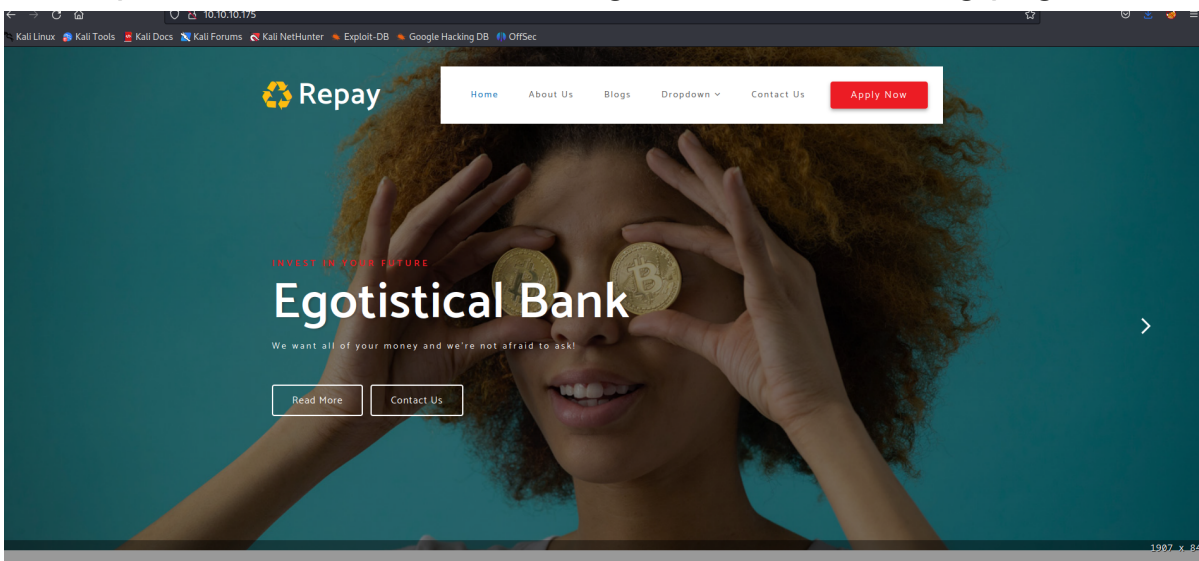 10.10.10.175
Kali Linux Kali Tools Kali Docs Kali Forums Kali NetHunter Exploit-DB Google Hacking DB OffSec
Repay
Home About Us Blogs Dropdown Contact Us Apply Now
INVEST IN YOUR FUTURE
Egotistical Bank
We want all of your money and we're not afraid to ask!
Read More Contact Us